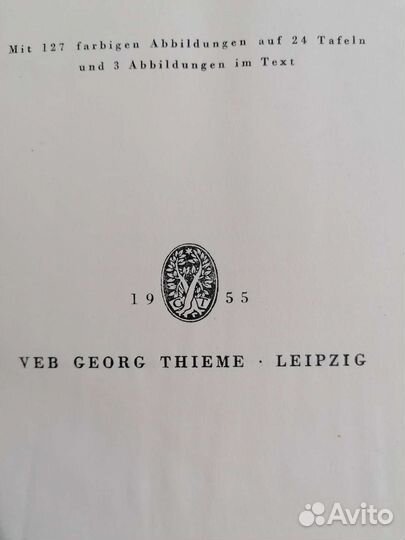 Mit 127 farbigen Abbildungen auf 24 Tafeln
und 3 Abbildungen im Text
19 55
G T
VEB GEORG THIEME · LEIPZIG
Avito